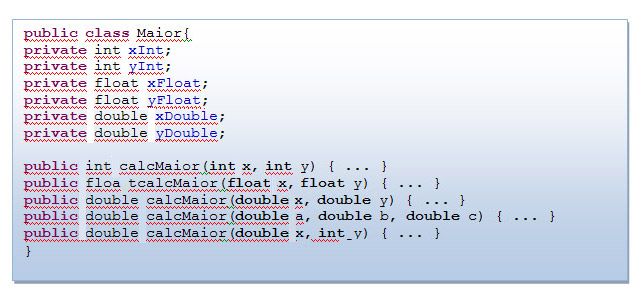 public class Maior{
private int xInt;
private int yInt;
private float xFloat;
private float yFloat;
private double xDouble;
private double yDouble;
public int calcMaior(int x, int y) { ... }
public floa tcalcMaior(float x, float y) { ... }
public double calcMaior(double x, double y) { ... }
public double calcMaior(double a, double b, double c) { ... }
public double calcMaior(double x, int y) { ... }
}